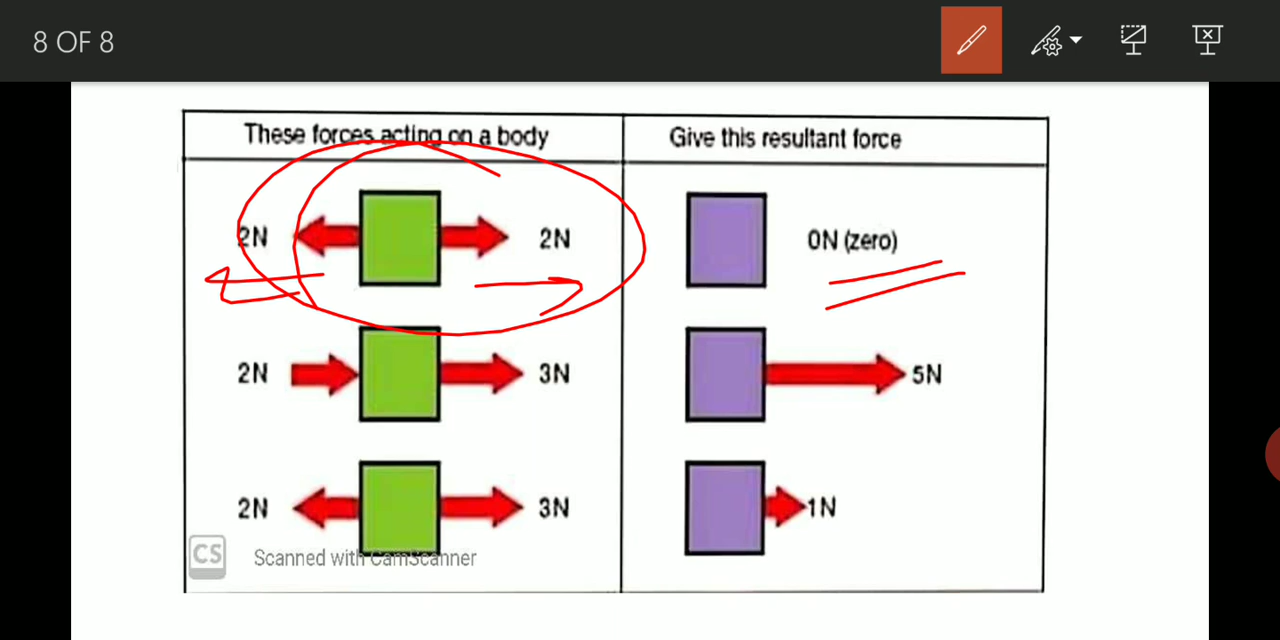 8 OF 8
These forces acting on a body
Give this resultant force
2N 2N 0N (zero)
2N 3N 5N
2N 3N 1N
CS Scanned with CamScanner